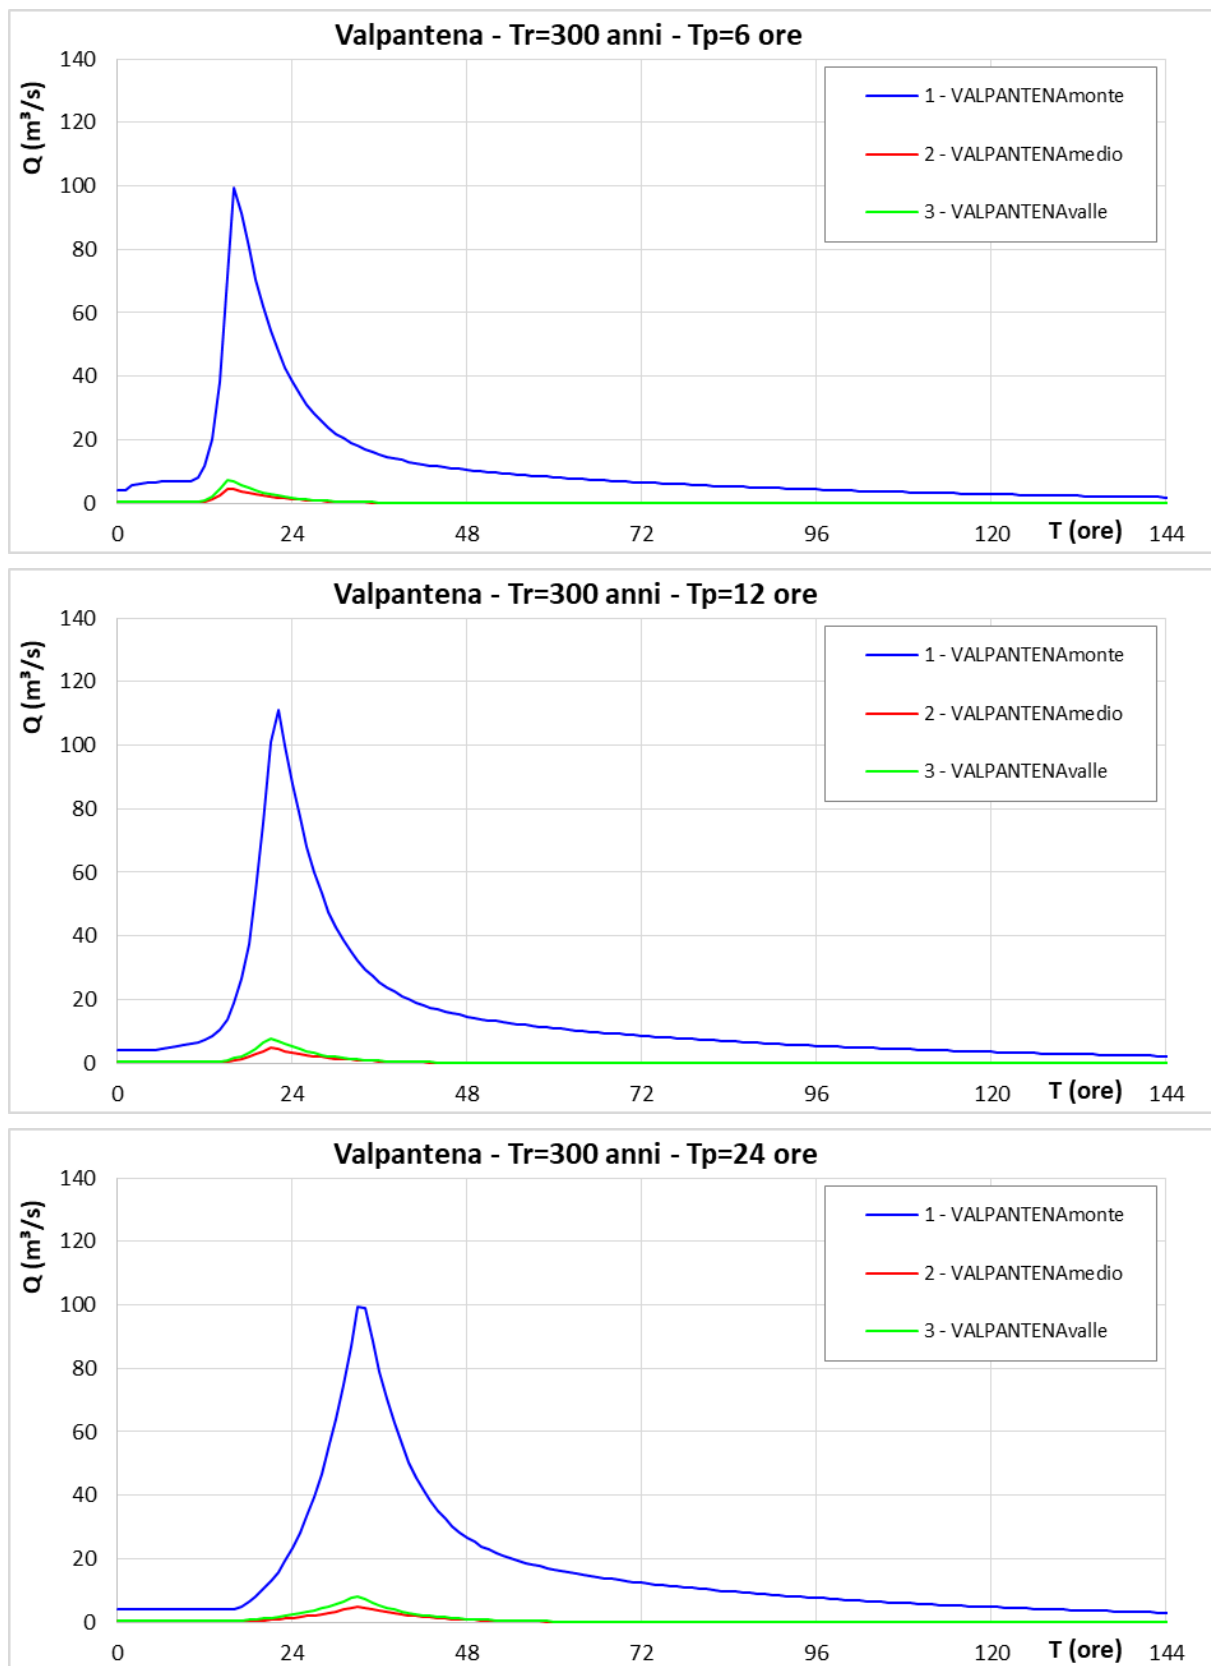 Valpantena - Tr=300 anni - Tp=6 ore
Q (m³/s)
140
120
100
80
60
40
20
0
1 - VALPANTENAmonte
2 - VALPANTENAmedio
3 - VALPANTENAvalle
0 24 48 72 96 120 T (ore) 144
Valpantena - Tr=300 anni - Tp=12 ore
Q (m³/s)
140
120
100
80
60
40
20
0
1 - VALPANTENAmonte
2 - VALPANTENAmedio
3 - VALPANTENAvalle
0 24 48 72 96 120 T (ore) 144
Valpantena - Tr=300 anni - Tp=24 ore
Q (m³/s)
140
120
100
80
60
40
20
0
1 - VALPANTENAmonte
2 - VALPANTENAmedio
3 - VALPANTENAvalle
0 24 48 72 96 120 T (ore) 144